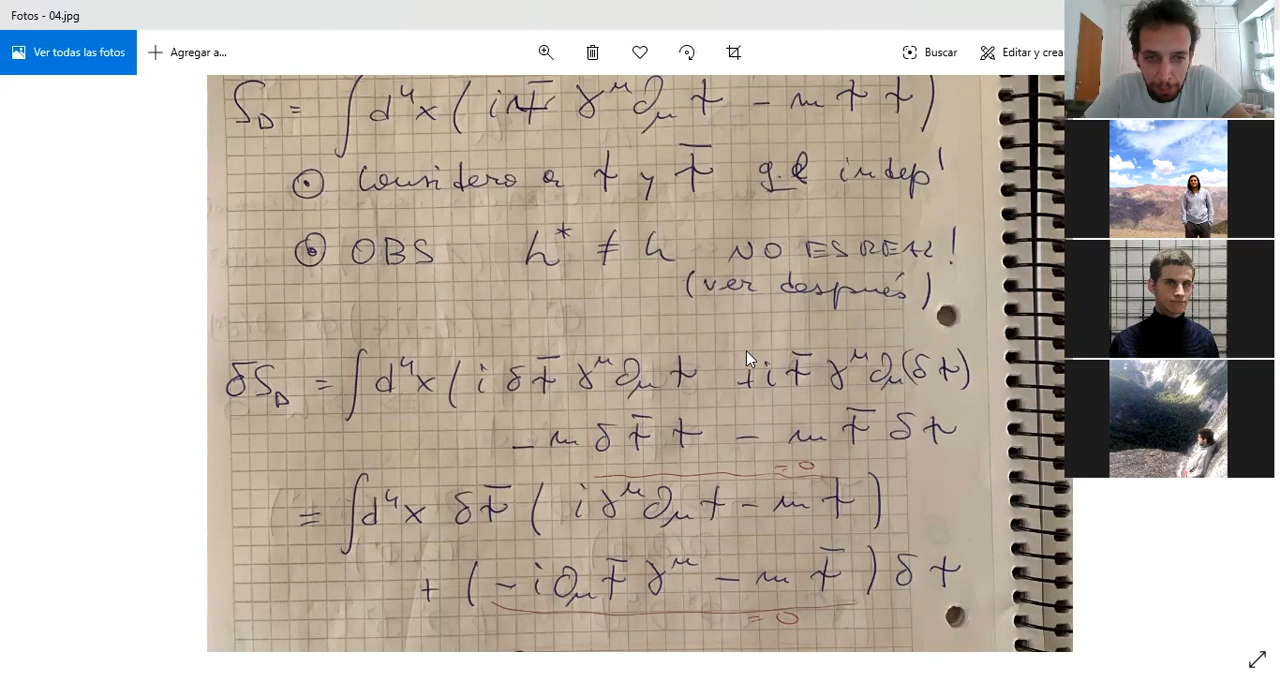 Fotos - 04.jpg
Ver todas las fotos
Agregar a...
Buscar
Editar y crea
S_D = ∫ d⁴x ( i ψ̄ γ^μ ∂_μ ψ - m ψ̄ ψ )
Considero a ψ y ψ̄ g.l indep!
OBS L* ≠ L NO ES REAL!
(ver después)
δS_D = ∫ d⁴x ( i δψ̄ γ^μ ∂_μ ψ + i ψ̄ γ^μ ∂_μ (δψ)
- m δψ̄ ψ - m ψ̄ δψ
= 0
= ∫ d⁴x δψ̄ ( i γ^μ ∂_μ ψ - m ψ )
+ ( - i ∂_μ ψ̄ γ^μ - m ψ̄ ) δψ
= 0